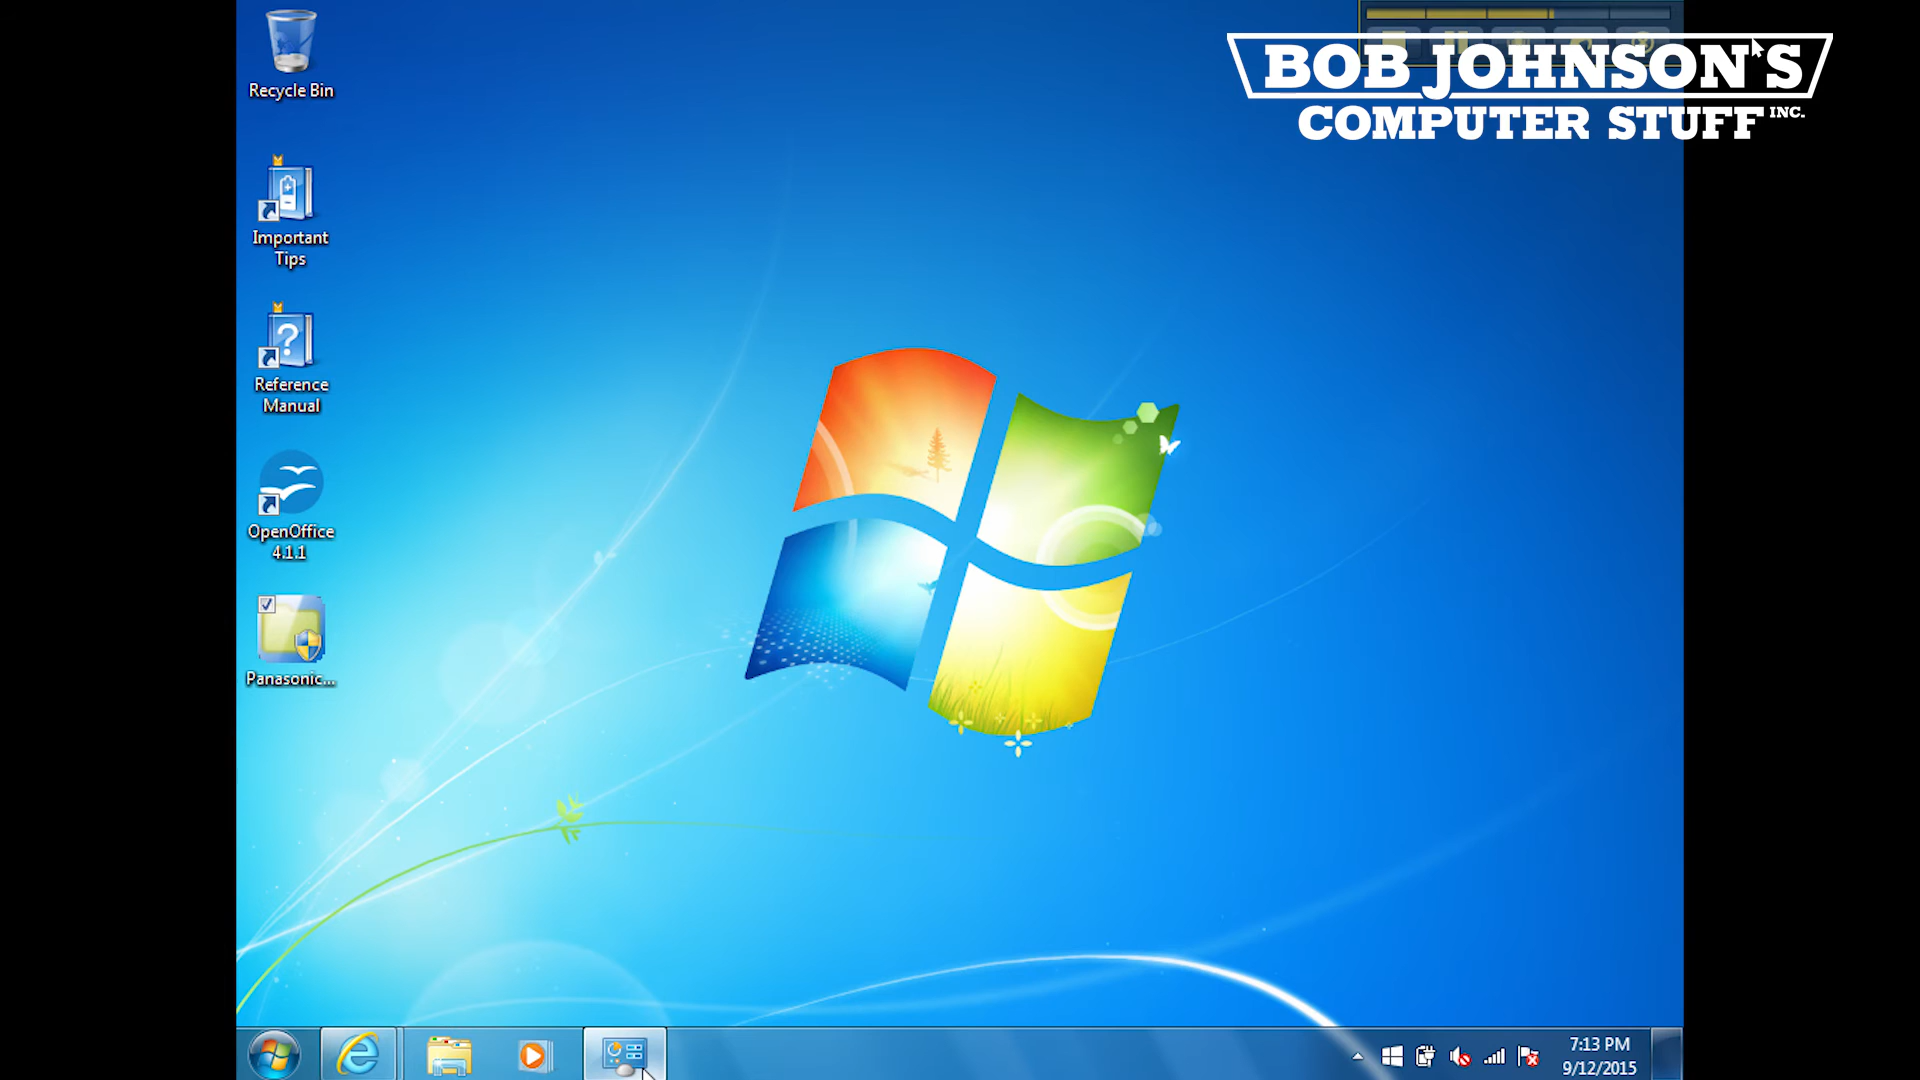 BOB JOHNSON'S
COMPUTER STUFF INC.
Recycle Bin
Important
Tips
Reference
Manual
OpenOffice
4.1.1
Panasonic...
7:13 PM
9/12/2015